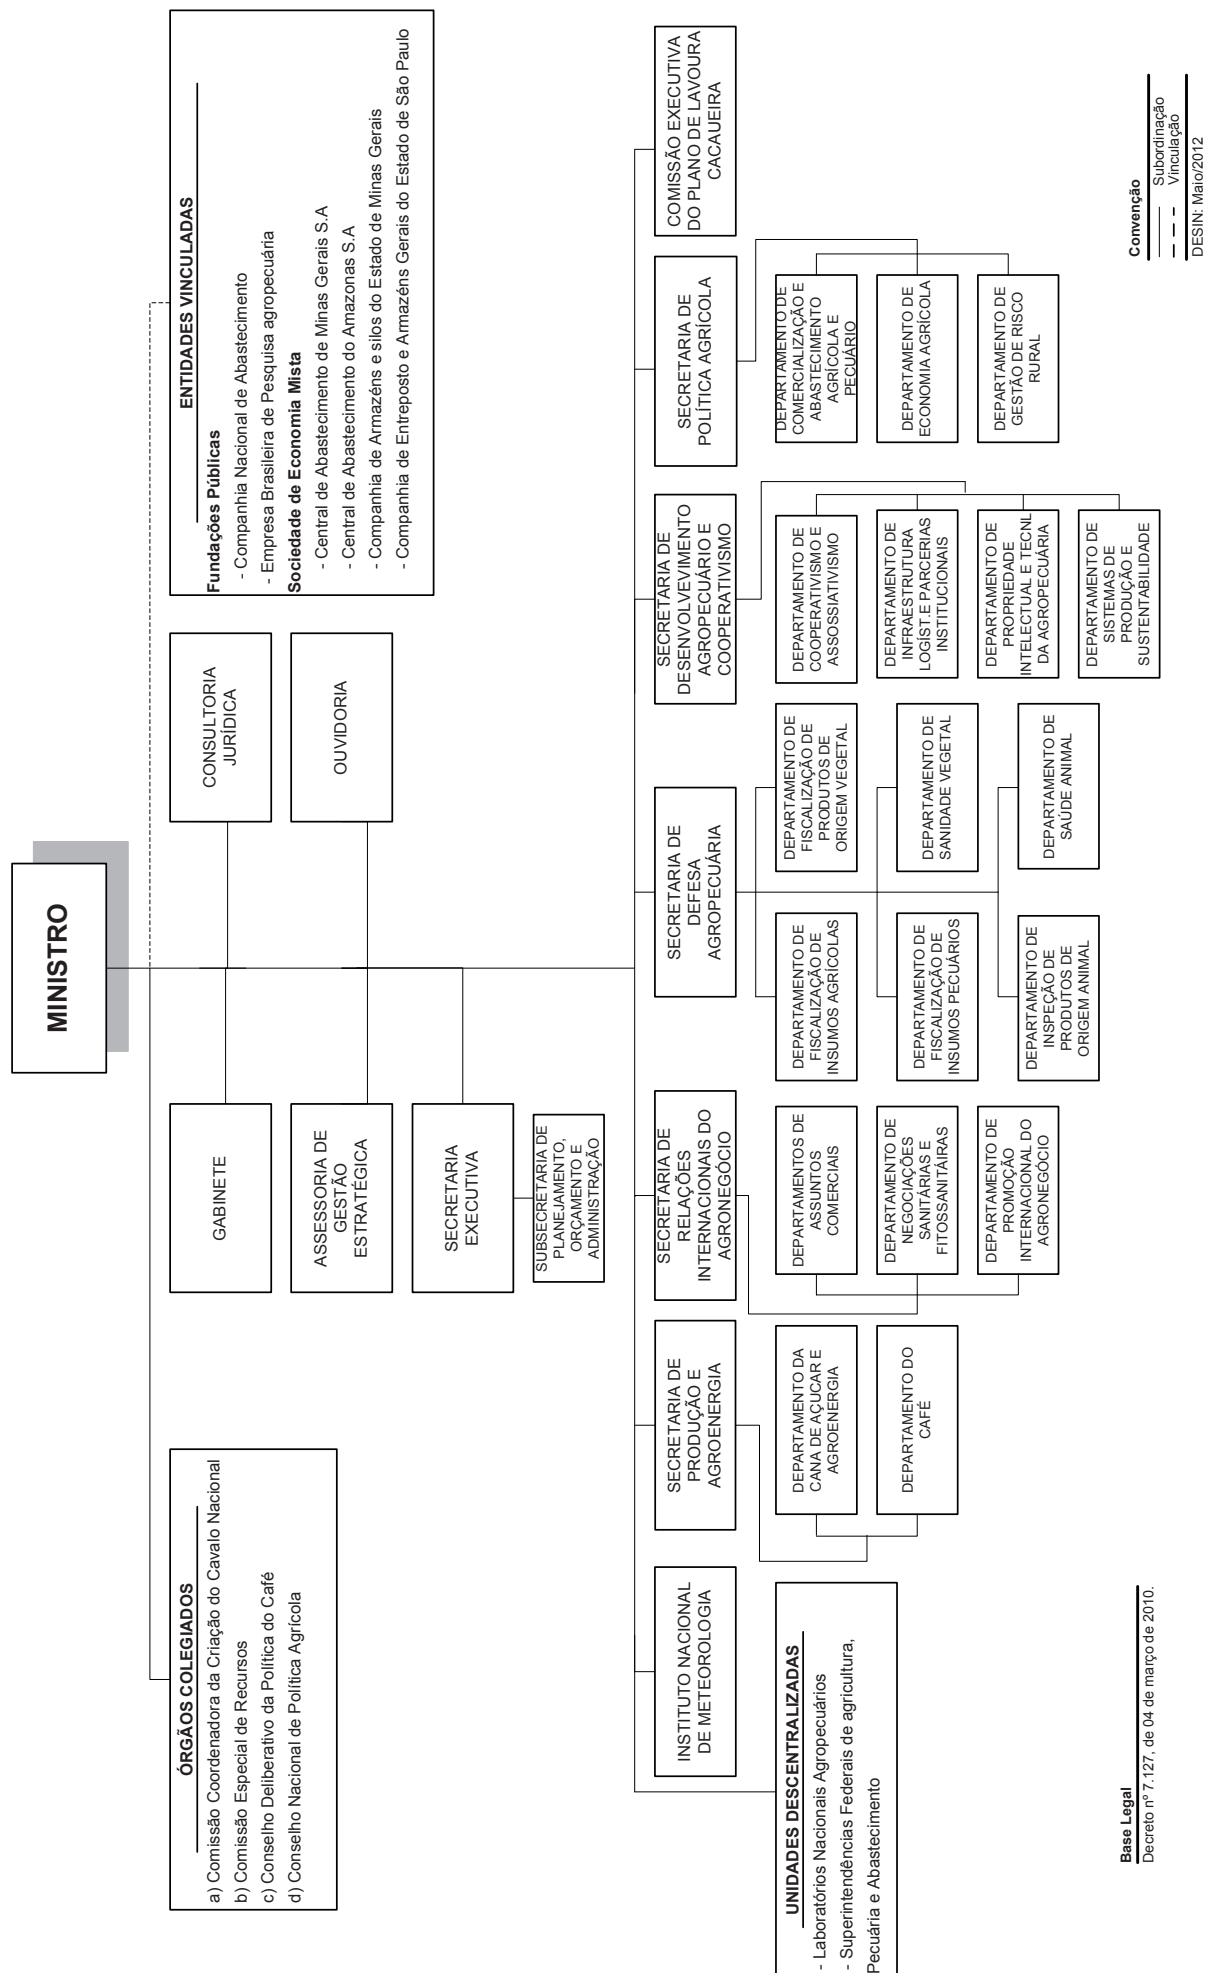 MINISTRO
ÓRGÃOS COLEGIADOS
a) Comissão Coordenadora da Criação do Cavalo Nacional
b) Comissão Especial de Recursos
c) Conselho Deliberativo da Política do Café
d) Conselho Nacional de Política Agrícola
GABINETE
ASSESSORIA DE
GESTÃO
ESTRATÉGICA
SECRETARIA
EXECUTIVA
SUBSECRETARIA DE
PLANEJAMENTO,
ORÇAMENTO E
ADMINISTRAÇÃO
CONSULTORIA
JURÍDICA
OUVIDORIA
ENTIDADES VINCULADAS
Fundações Públicas
- Companhia Nacional de Abastecimento
- Empresa Brasileira de Pesquisa agropecuária
Sociedade de Economia Mista
- Central de Abastecimento de Minas Gerais S.A
- Central de Abastecimento do Amazonas S.A
- Companhia de Armazéns e silos do Estado de Minas Gerais
- Companhia de Entreposto e Armazéns Gerais do Estado de São Paulo
INSTITUTO NACIONAL
DE METEOROLOGIA
SECRETARIA DE
PRODUÇÃO E
AGROENERGIA
SECRETARIA DE
RELAÇÕES
INTERNACIONAIS DO
AGRONEGÓCIO
SECRETARIA DE
DEFESA
AGROPECUÁRIA
SECRETARIA DE
DESENVOLVEVIMENTO
AGROPECUÁRIO E
COOPERATIVISMO
SECRETARIA DE
POLÍTICA AGRÍCOLA
COMISSÃO EXECUTIVA
DO PLANO DE LAVOURA
CACAUEIRA
UNIDADES DESCENTRALIZADAS
- Laboratórios Nacionais Agropecuários
- Superintendências Federais de agricultura,
Pecuária e Abastecimento
DEPARTAMENTO DA
CANA DE AÇUCAR E
AGROENERGIA
DEPARTAMENTO DO
CAFÉ
DEPARTAMENTOS DE
ASSUNTOS
COMERCIAIS
DEPARTAMENTO DE
NEGOCIAÇÕES
SANITÁRIAS E
FITOSSANITÁIRAS
DEPARTAMENTO DE
PROMOÇÃO
INTERNACIONAL DO
AGRONEGÓCIO
DEPARTAMENTO DE
FISCALIZAÇÃO DE
INSUMOS AGRÍCOLAS
DEPARTAMENTO DE
FISCALIZAÇÃO DE
INSUMOS PECUÁRIOS
DEPARTAMENTO DE
INSPEÇÃO DE
PRODUTOS DE
ORIGEM ANIMAL
DEPARTAMENTO DE
FISCALIZAÇÃO DE
PRODUTOS DE
ORIGEM VEGETAL
DEPARTAMENTO DE
SANIDADE VEGETAL
DEPARTAMENTO DE
SAÚDE ANIMAL
DEPARTAMENTO DE
COOPERATIVISMO E
ASSOSSIATIVISMO
DEPARTAMENTO DE
INFRAESTRUTURA
LOGÍST.E PARCERIAS
INSTITUCIONAIS
DEPARTAMENTO DE
PROPRIEDADE
INTELECTUAL E TECNL
DA AGROPECUÁRIA
DEPARTAMENTO DE
SISTEMAS DE
PRODUÇÃO E
SUSTENTABILIDADE
DEPARTAMENTO DE
COMERCIALIZAÇÃO E
ABASTECIMENTO
AGRÍCOLA E
PECUÁRIO
DEPARTAMENTO DE
ECONOMIA AGRÍCOLA
DEPARTAMENTO DE
GESTÃO DE RISCO
RURAL
Base Legal
Decreto nº 7.127, de 04 de março de 2010.
Convenção
Subordinação
Vinculação
DESIN: Maio/2012